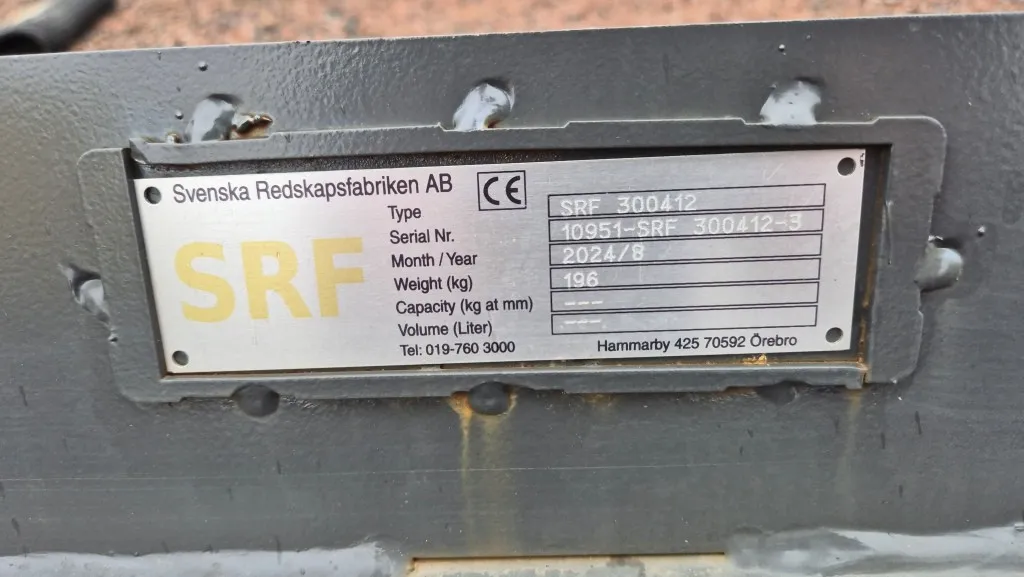 Svenska Redskapsfabriken AB CE
SRF
Type SRF 300412
Serial Nr. 10951-SRF 300412-3
Month / Year 2024/8
Weight (kg) 196
Capacity (kg at mm) ---
Volume (Liter) ---
Tel: 019-760 3000 Hammarby 425 70592 Örebro